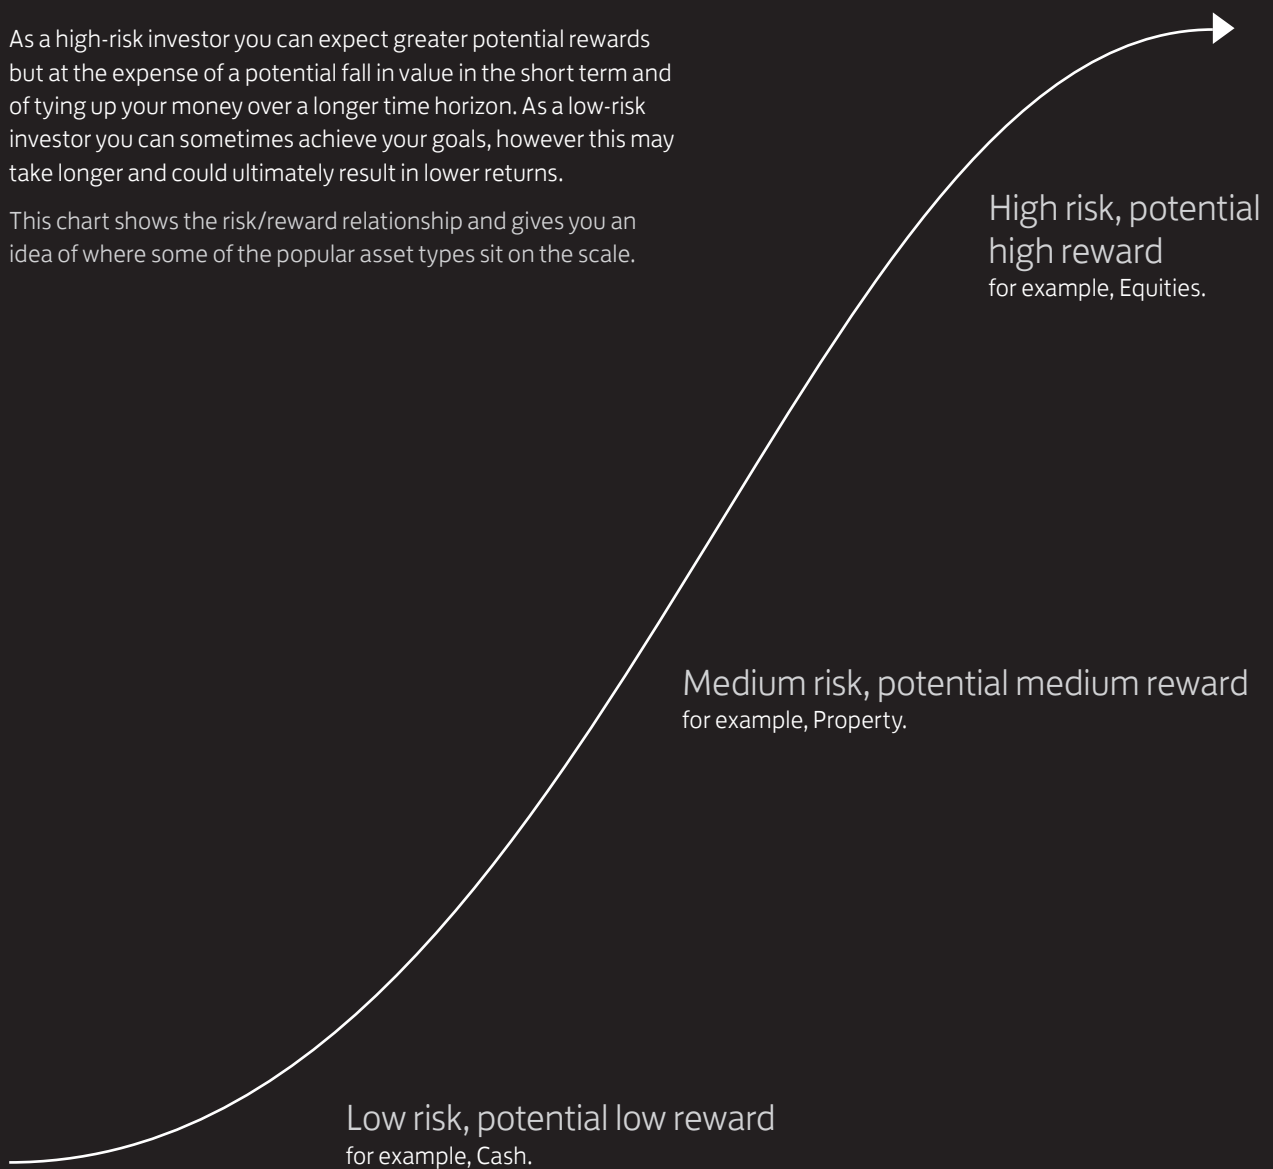 As a high-risk investor you can expect greater potential rewards
but at the expense of a potential fall in value in the short term and
of tying up your money over a longer time horizon. As a low-risk
investor you can sometimes achieve your goals, however this may
take longer and could ultimately result in lower returns.
This chart shows the risk/reward relationship and gives you an
idea of where some of the popular asset types sit on the scale.
High risk, potential
high reward
for example, Equities.
Medium risk, potential medium reward
for example, Property.
Low risk, potential low reward
for example, Cash.